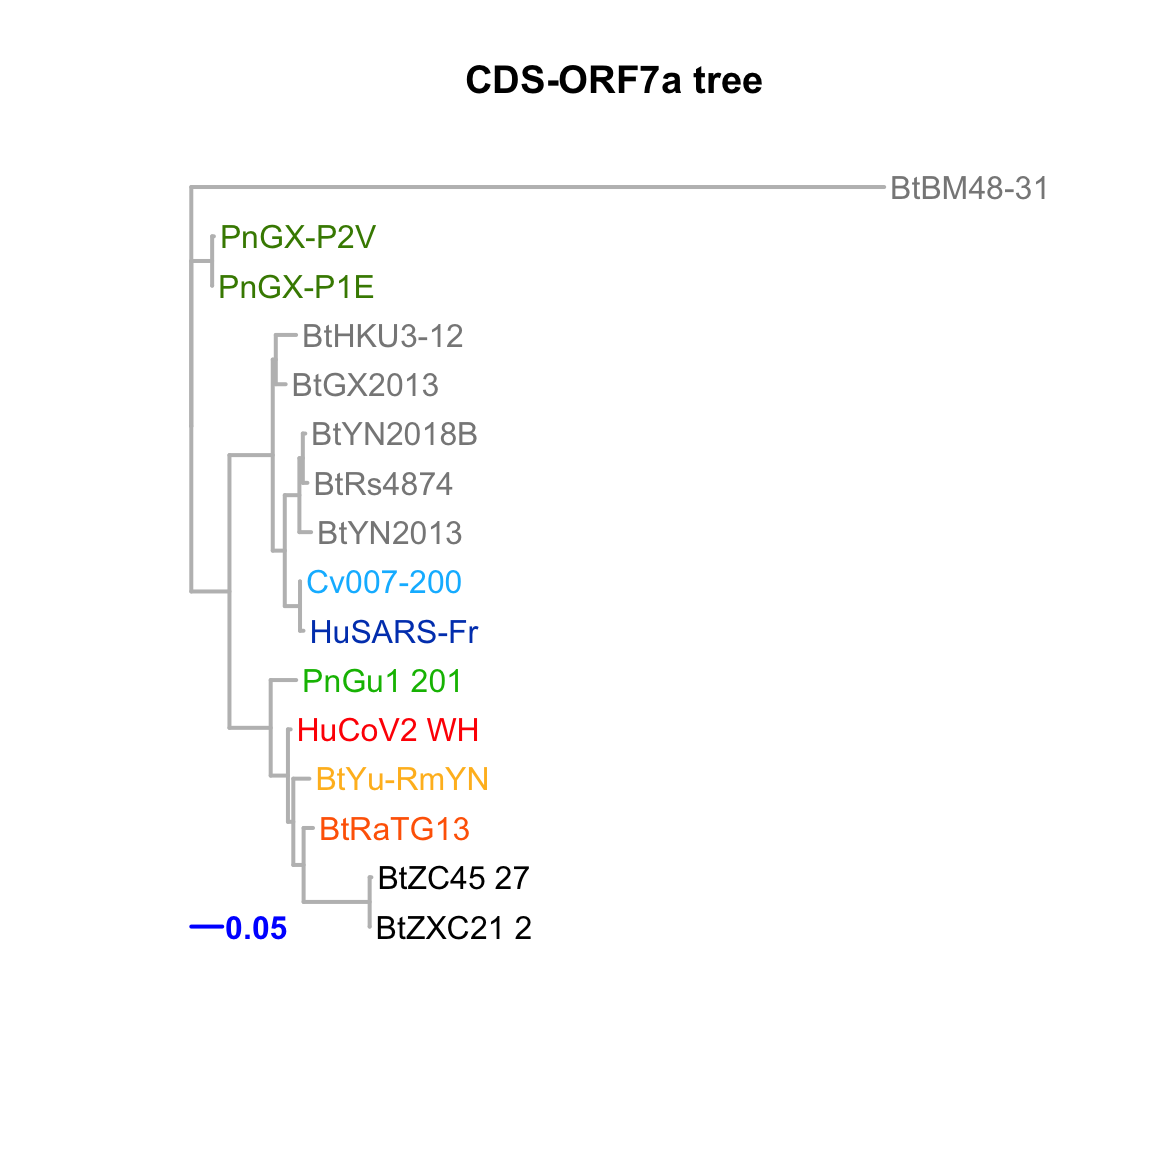 CDS-ORF7a tree
BtBM48-31
PnGX-P2V
PnGX-P1E
BtHKU3-12
BtGX2013
BtYN2018B
BtRs4874
BtYN2013
Cv007-200
HuSARS-Fr
PnGu1 201
HuCoV2 WH
BtYu-RmYN
BtRaTG13
BtZC45 27
BtZXC21 2
0.05